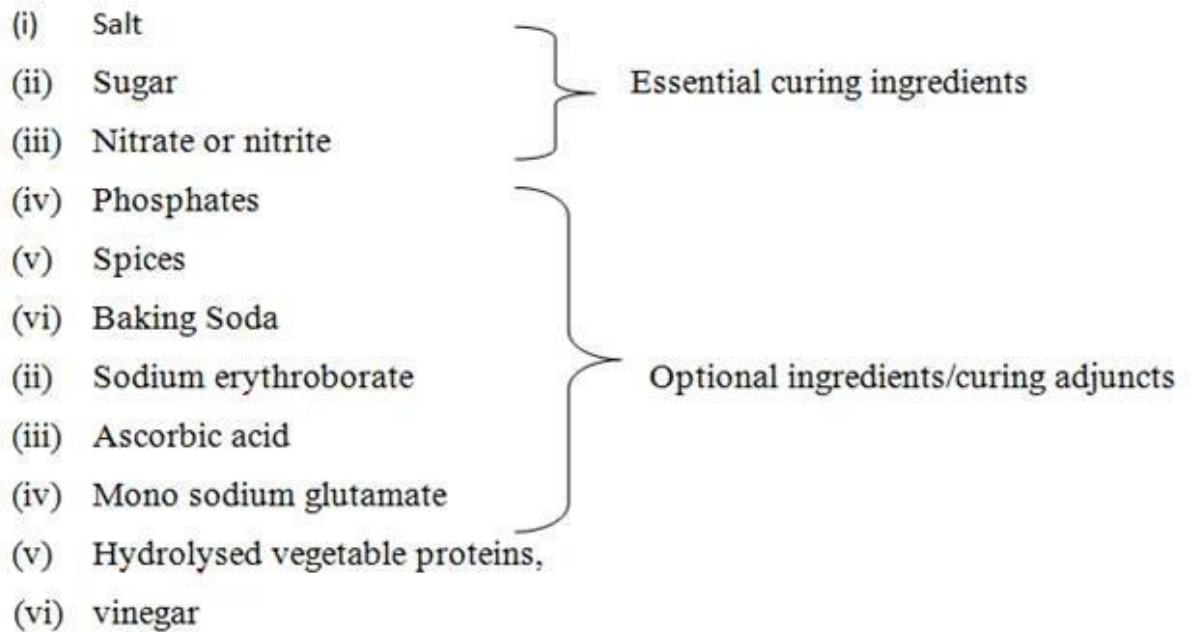 (i) Salt
(ii) Sugar Essential curing ingredients
(iii) Nitrate or nitrite
(iv) Phosphates
(v) Spices
(vi) Baking Soda
(ii) Sodium erythroborate Optional ingredients/curing adjuncts
(iii) Ascorbic acid
(iv) Mono sodium glutamate
(v) Hydrolysed vegetable proteins,
(vi) vinegar